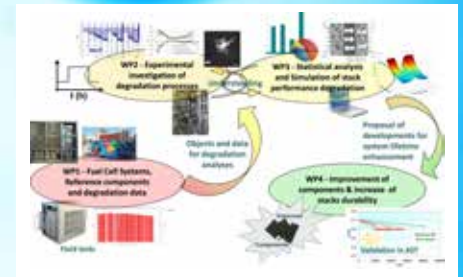 WP2 - Experimental
investigation of
degradation processes
WP3 - Statistical analysis
and Simulation of stack
performance degradation
Understanding
t (h)
Objects and data
for degradation
analyses
Proposal of
developments for
system lifetime
enhancement
WP1 - Fuel Cell Systems,
Reference components
and degradation data
WP4 - Improvement of
components & increase of
stacks durability
Field tests
Components
Validation in AST